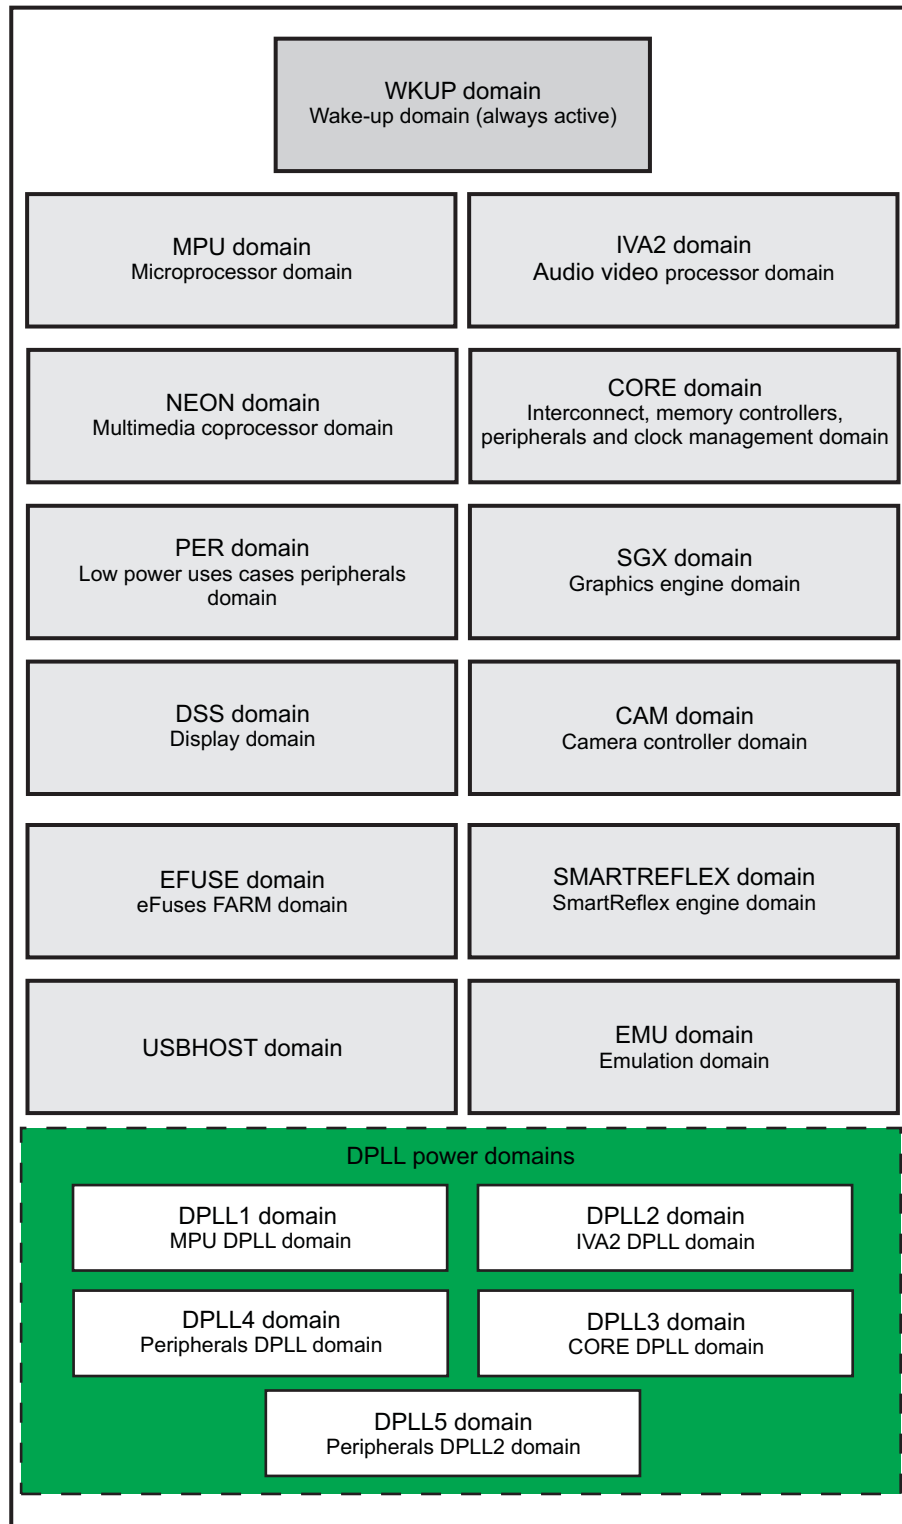 WKUP domain
Wake-up domain (always active)
MPU domain
Microprocessor domain
IVA2 domain
Audio video processor domain
NEON domain
Multimedia coprocessor domain
CORE domain
Interconnect, memory controllers,
peripherals and clock management domain
PER domain
Low power uses cases peripherals
domain
SGX domain
Graphics engine domain
DSS domain
Display domain
CAM domain
Camera controller domain
EFUSE domain
eFuses FARM domain
SMARTREFLEX domain
SmartReflex engine domain
USBHOST domain
EMU domain
Emulation domain
DPLL power domains
DPLL1 domain
MPU DPLL domain
DPLL2 domain
IVA2 DPLL domain
DPLL4 domain
Peripherals DPLL domain
DPLL3 domain
CORE DPLL domain
DPLL5 domain
Peripherals DPLL2 domain